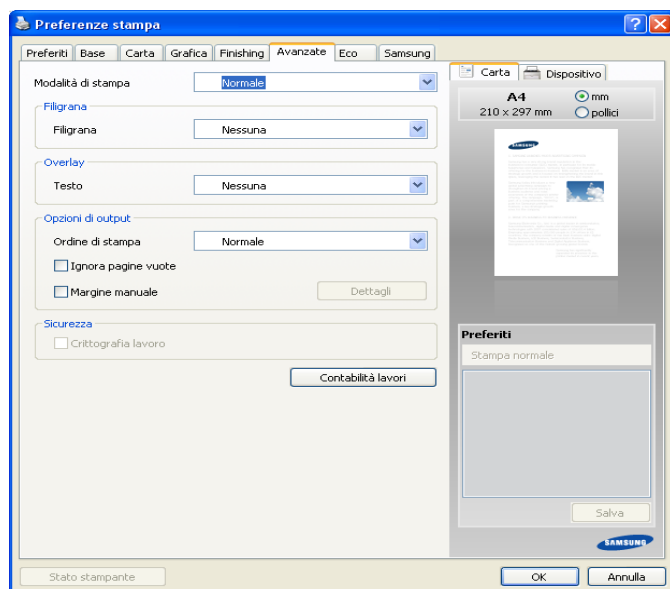 Preferenze stampa
Preferiti Base Carta Grafica Finishing Avanzate Eco Samsung
Modalità di stampa Normale
Filigrana
Filigrana Nessuna
Overlay
Testo Nessuna
Opzioni di output
Ordine di stampa Normale
Ignora pagine vuote
Margine manuale Dettagli
Sicurezza
Crittografia lavoro
Contabilità lavori
Carta Dispositivo
A4 mm
210 x 297 mm pollici
SAMSUNG
Preferiti
Stampa normale
Salva
SAMSUNG
Stato stampante OK Annulla